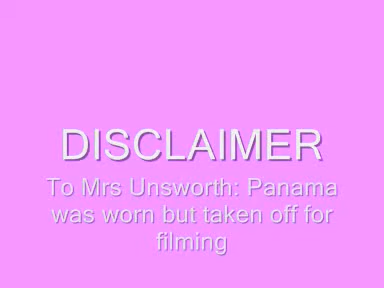 DISCLAIMER
To Mrs Unsworth: Panama
was worn but taken off for
filming